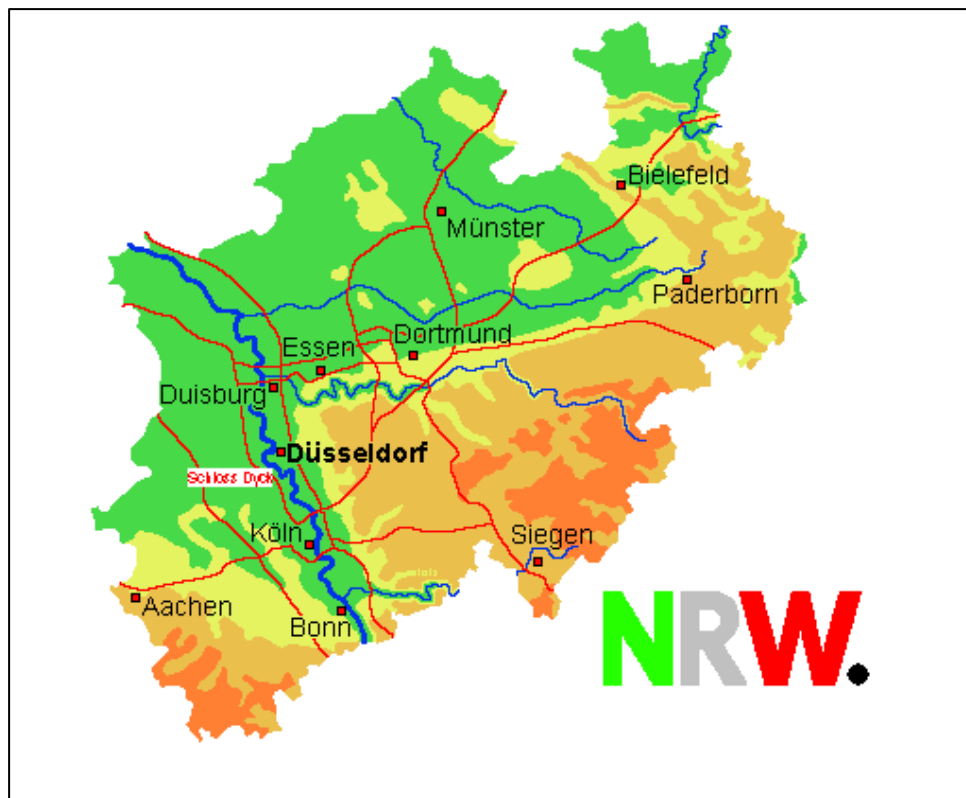 Bielefeld
Münster
Paderborn
Dortmund
Essen
Duisburg
Düsseldorf
Schloss Dyck
Köln
Siegen
Aachen
Bonn
NRW.